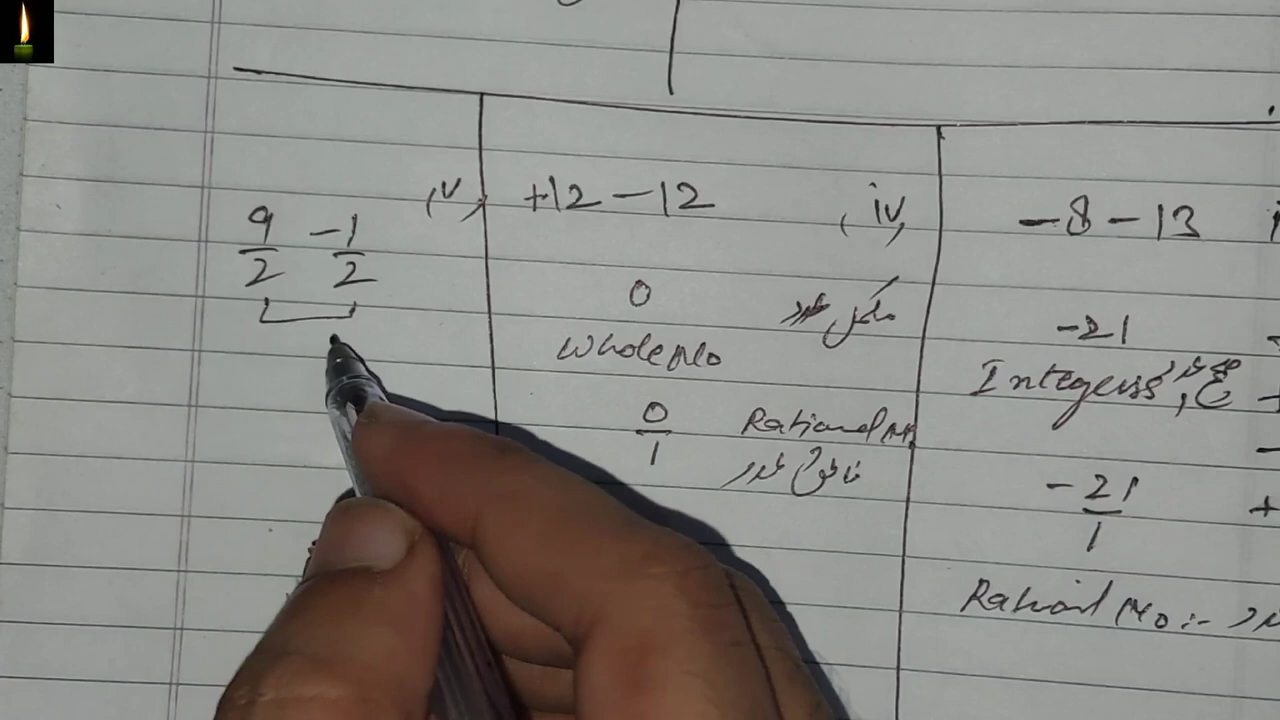 (v)
9/2 - 1/2
+12 - 12 (iv)
0 مکمل عدد
Whole No
0/1 Rational No
ناطق عدد
-8 - 13
-21
Integers,
-21/1 +
Rational No :-